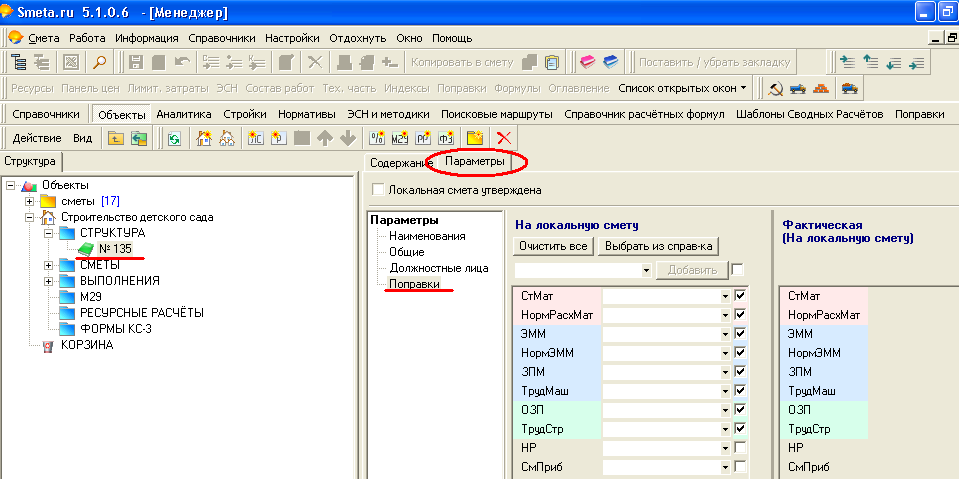 Smeta.ru 5.1.0.6 - [Менеджер]
Смета Работа Информация Справочники Настройки Отдохнуть Окно Помощь
Копировать в смету Поставить / убрать закладку
Ресурсы Панель цен Лимит. затраты ЭСН Состав работ Тех. часть Индексы Поправки Формулы Оглавление Список открытых окон
Справочники Объекты Аналитика Стройки Нормативы ЭСН и методики Поисковые маршруты Справочник расчётных формул Шаблоны Сводных Расчётов Поправки
Действие Вид ЛС Р % М29 РР Ф3
Структура
Содержание Параметры
Объекты
сметы [17]
Строительство детского сада
СТРУКТУРА
№ 135
СМЕТЫ
ВЫПОЛНЕНИЯ
М29
РЕСУРСНЫЕ РАСЧЁТЫ
ФОРМЫ КС-3
КОРЗИНА
Локальная смета утверждена
Параметры
Наименования
Общие
Должностные лица
Поправки
На локальную смету
Очистить все Выбрать из справ-ка
Добавить
СтМат
НормРасхМат
ЭММ
НормЭММ
ЗПМ
ТрудМаш
ОЗП
ТрудСтр
НР
СмПриб
Фактическая
(На локальную смету)
СтМат
НормРасхМат
ЭММ
НормЭММ
ЗПМ
ТрудМаш
ОЗП
ТрудСтр
НР
СмПриб